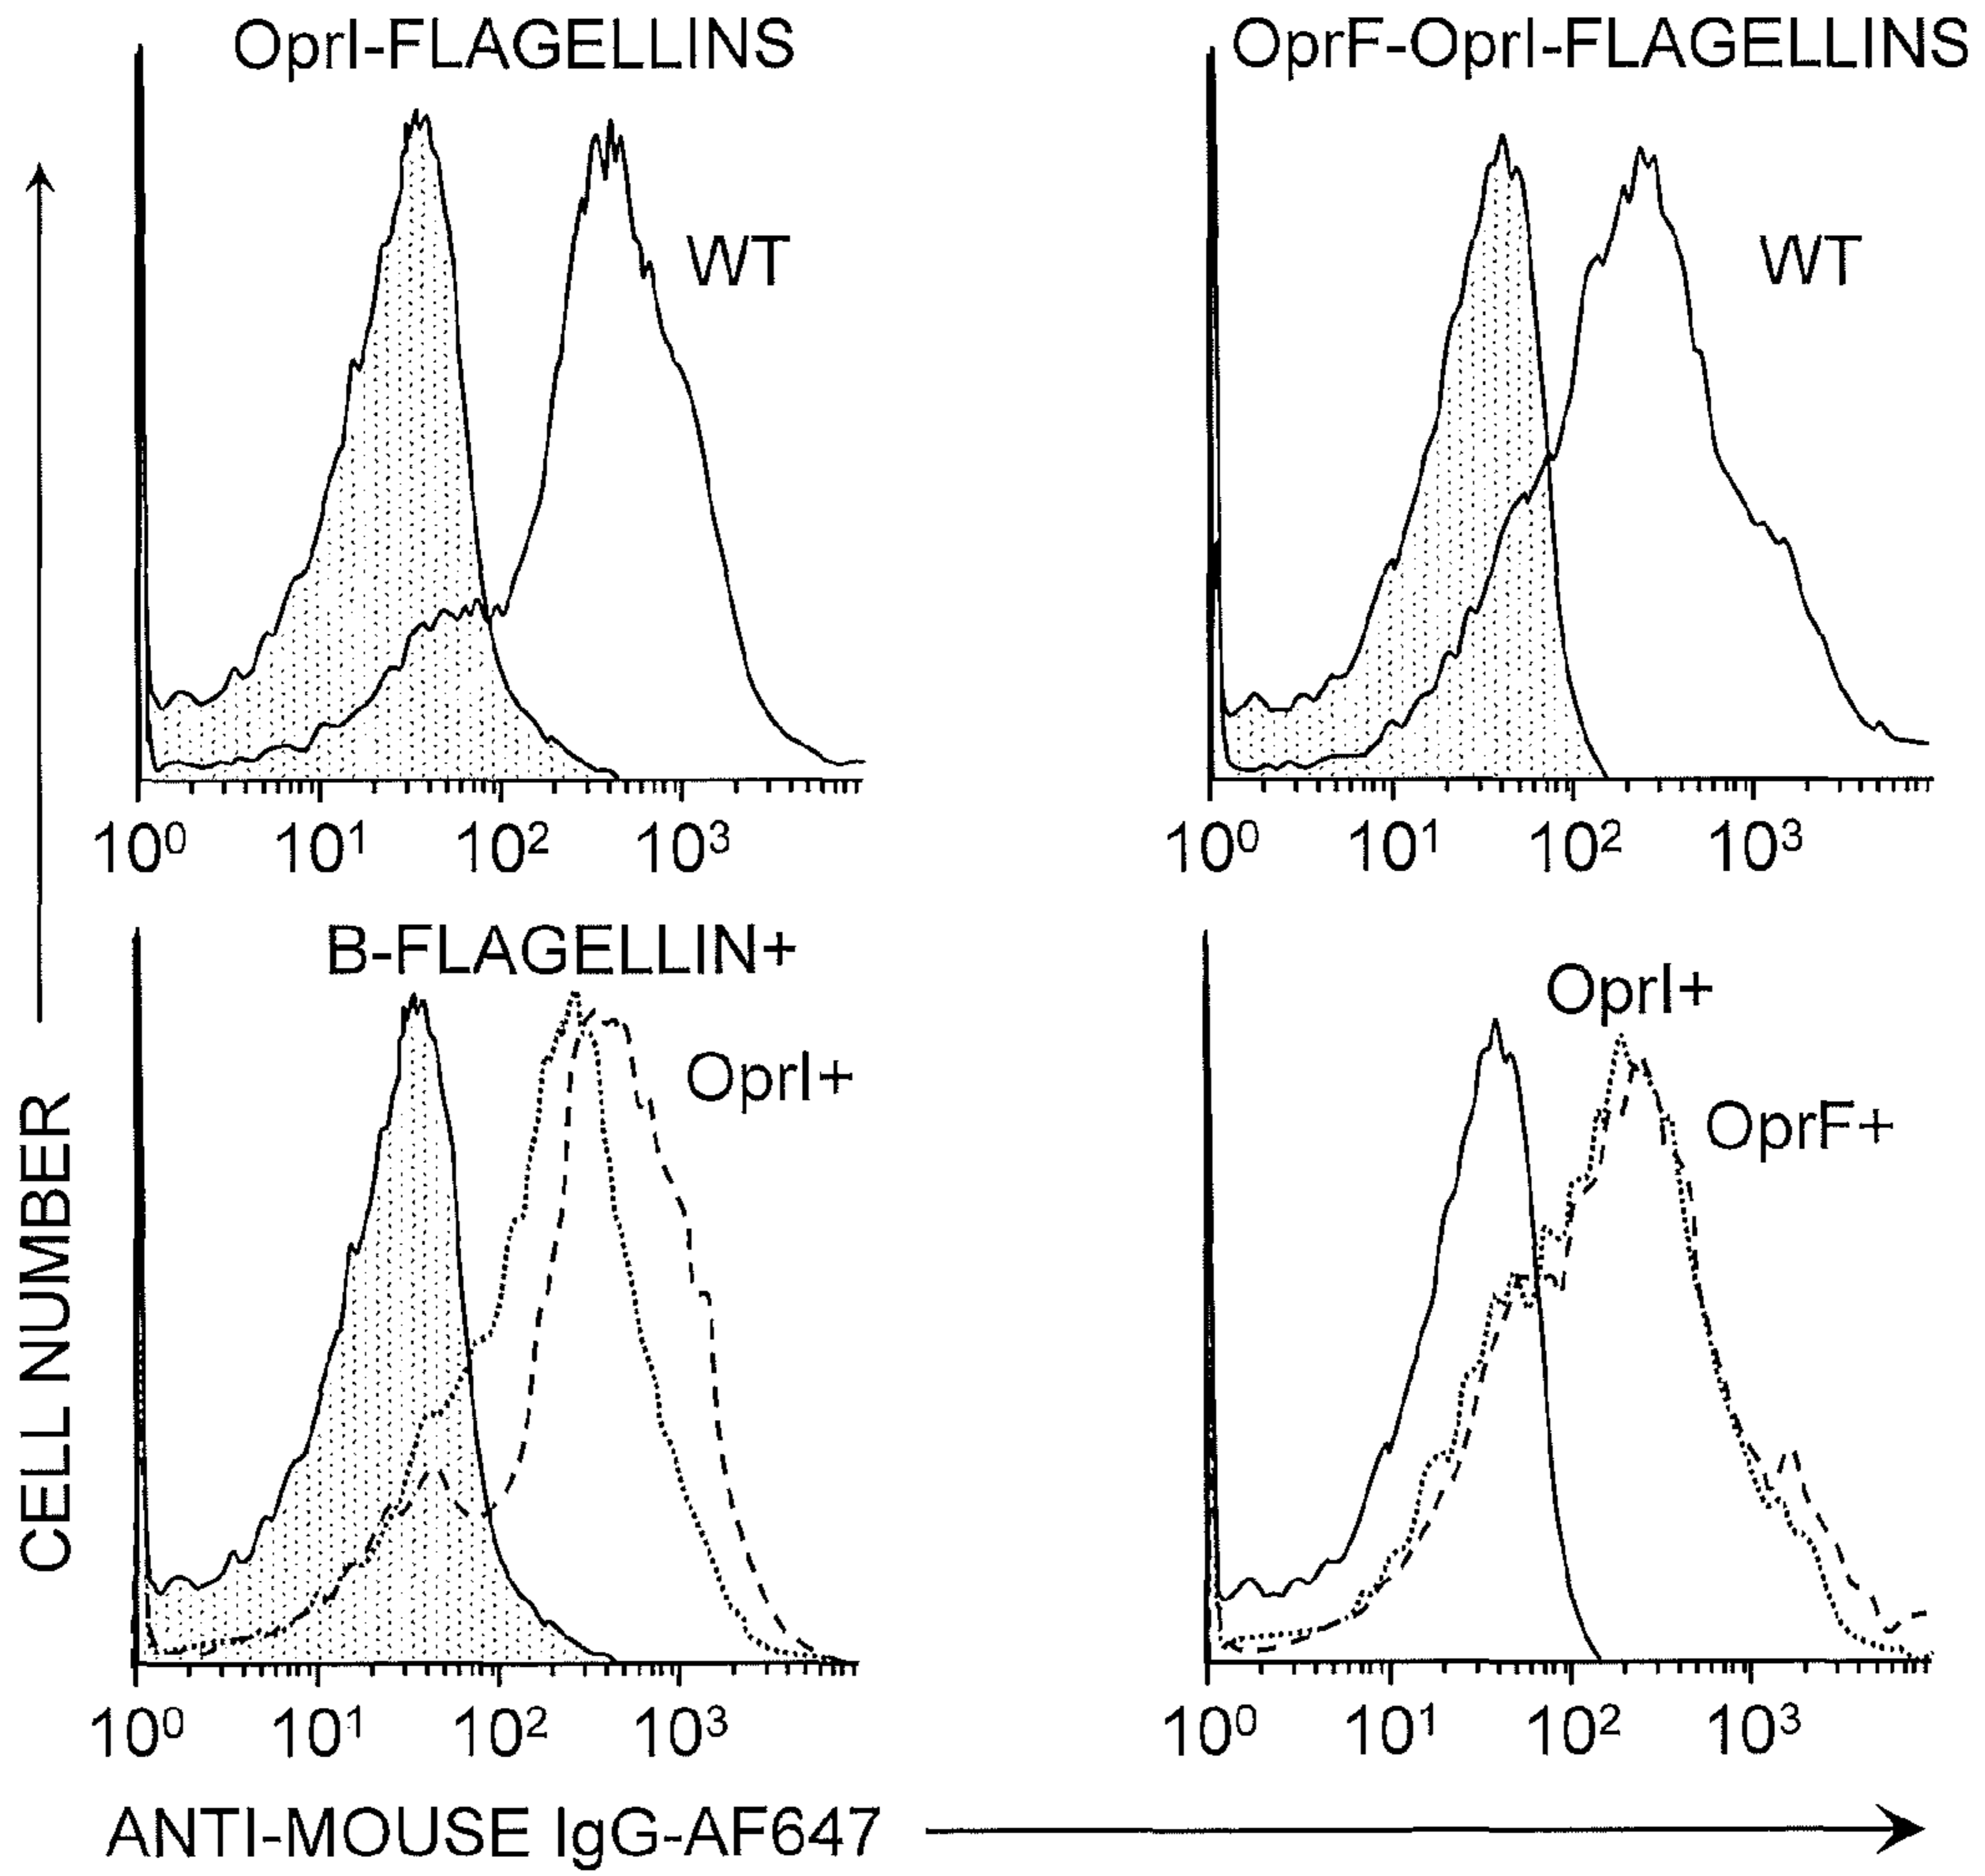 OprI-FLAGELLINS
OprF-OprI-FLAGELLINS
WT
WT
10⁰ 10¹ 10² 10³
10⁰ 10¹ 10² 10³
B-FLAGELLIN+
OprI+
OprI+
OprF+
CELL NUMBER
10⁰ 10¹ 10² 10³
10⁰ 10¹ 10² 10³
ANTI-MOUSE IgG-AF647